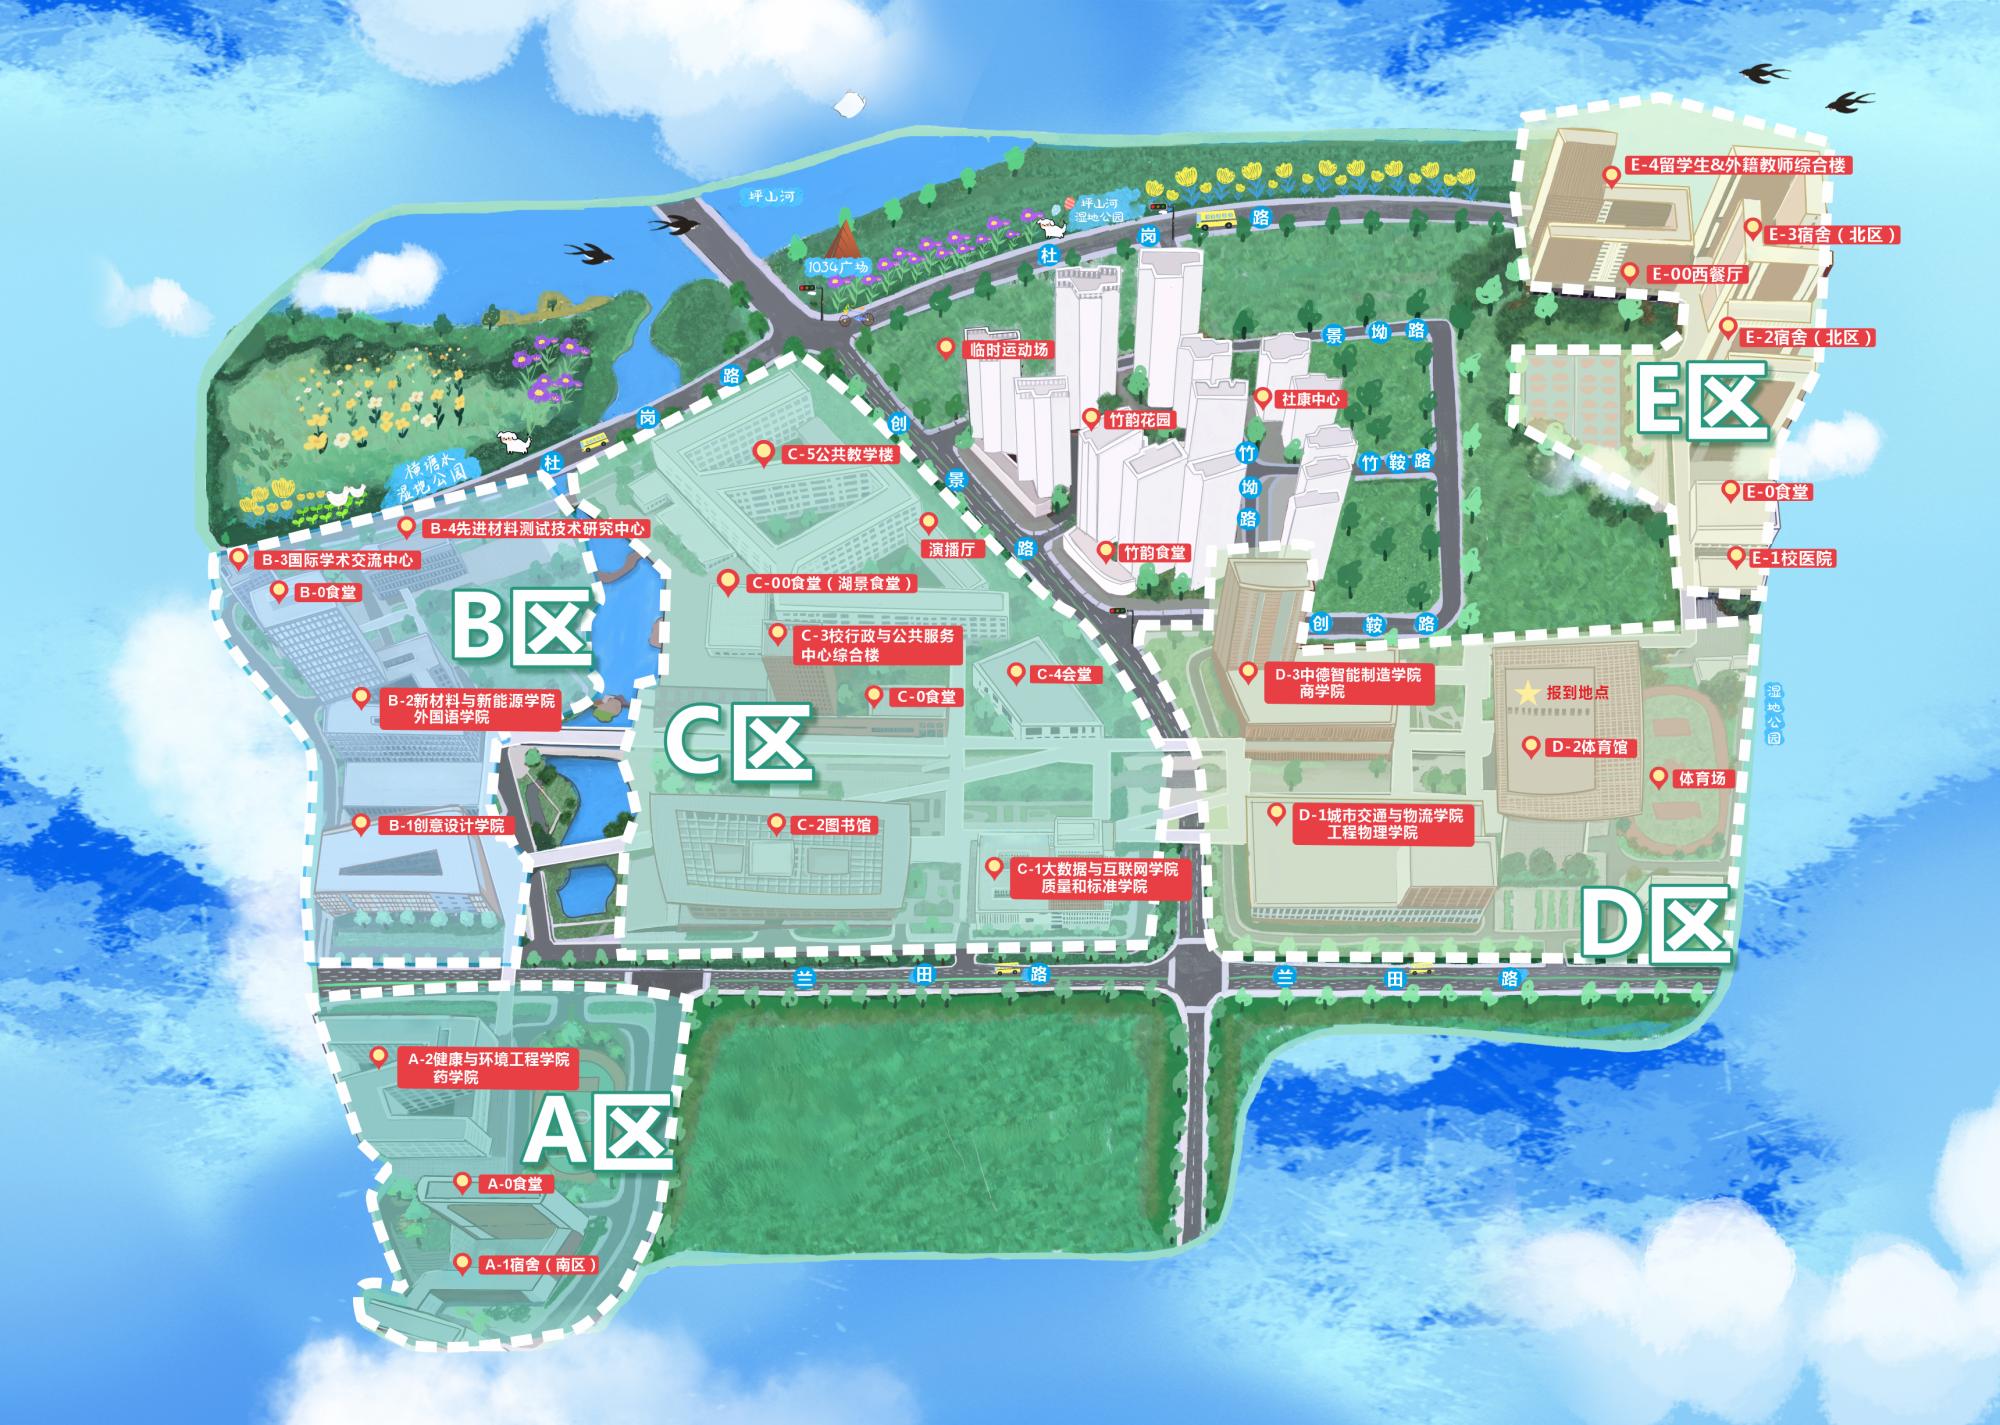 E-4留学生&外籍教师综合楼
坪山河
坪山河
湿地公园
杜岗路
E-3宿舍（北区）
1034广场
E-00西餐厅
景坳路
E-2宿舍（北区）
临时运动场
杜岗路
社康中心
E区
竹韵花园
创景路
C-5公共教学楼
竹坳路
竹鞍路
横塘水
湿地公园
E-0食堂
B-4先进材料测试技术研究中心
演播厅
竹韵食堂
E-1校医院
B-3国际学术交流中心
B-0食堂
C-00食堂（湖景食堂）
B区
创鞍路
C-3校行政与公共服务
中心综合楼
C-4会堂
D-3中德智能制造学院
商学院
报到地点
B-2新材料与新能源学院
外国语学院
C-0食堂
湿地公园
C区
D-2体育馆
体育场
B-1创意设计学院
C-2图书馆
D-1城市交通与物流学院
工程物理学院
C-1大数据与互联网学院
质量和标准学院
D区
兰田路
兰田路
A-2健康与环境工程学院
药学院
A区
A-0食堂
A-1宿舍（南区）